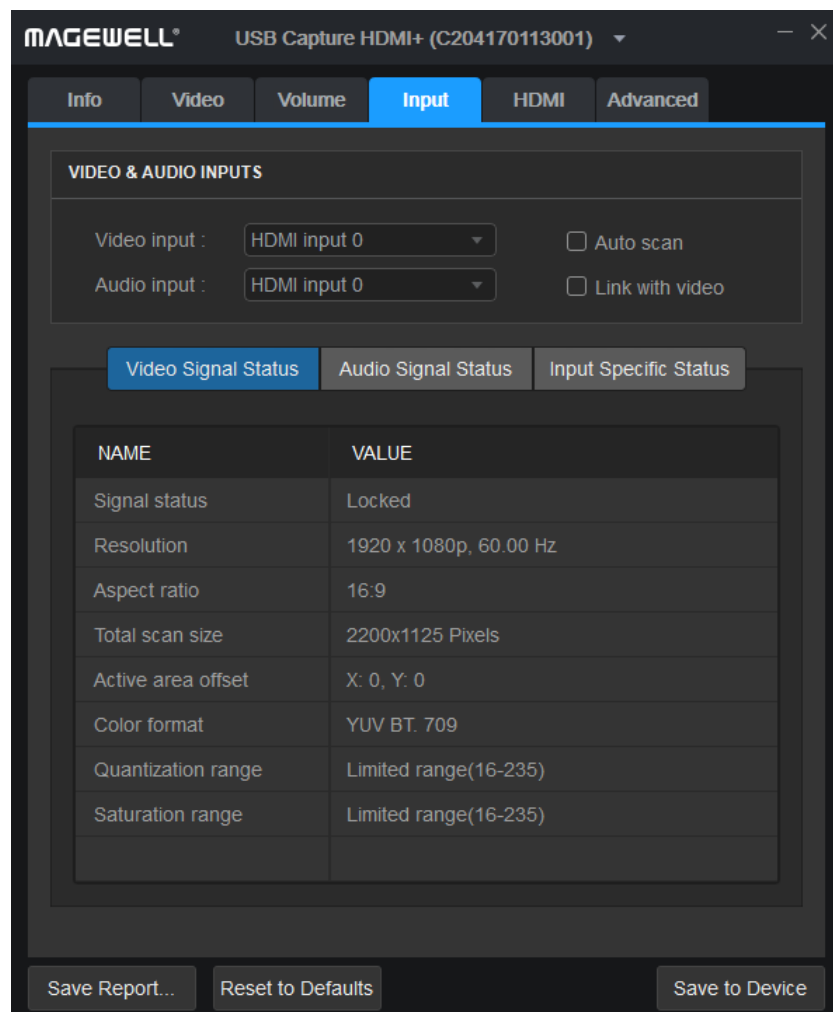 MAGEWELL® USB Capture HDMI+ (C204170113001)
Info Video Volume Input HDMI Advanced
VIDEO & AUDIO INPUTS
Video input : HDMI input 0 Auto scan
Audio input : HDMI input 0 Link with video
Video Signal Status Audio Signal Status Input Specific Status
NAME VALUE
Signal status Locked
Resolution 1920 x 1080p, 60.00 Hz
Aspect ratio 16:9
Total scan size 2200x1125 Pixels
Active area offset X: 0, Y: 0
Color format YUV BT. 709
Quantization range Limited range(16-235)
Saturation range Limited range(16-235)
Save Report... Reset to Defaults Save to Device